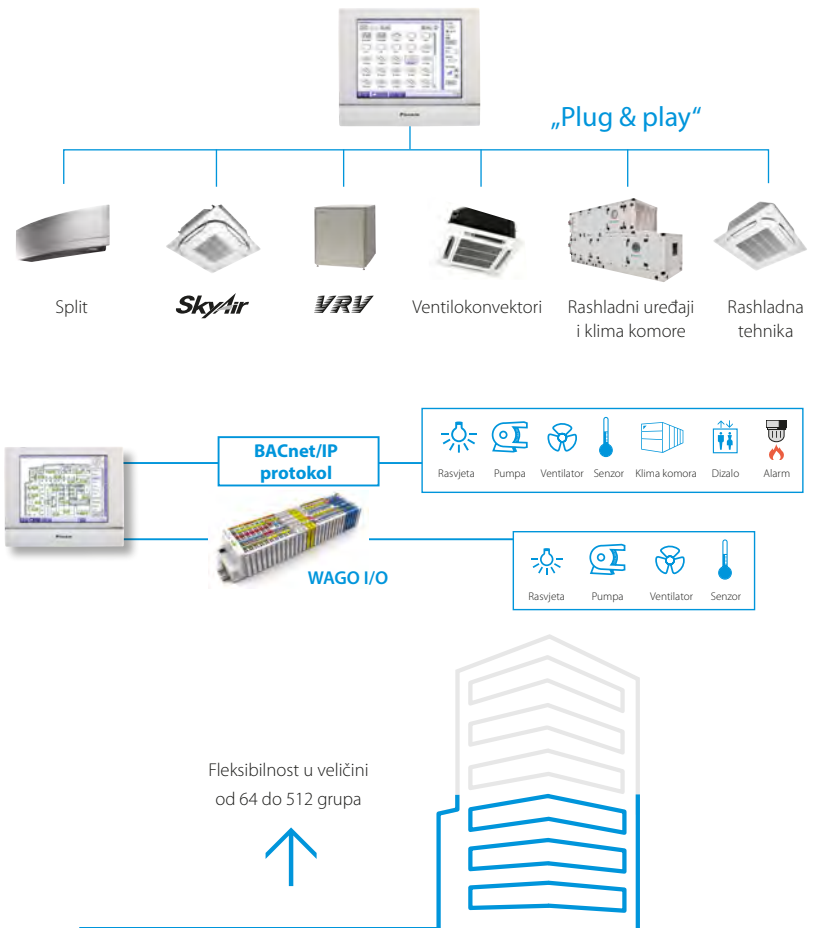 „Plug & play“
Split
SkyAir
VRV
Ventilokonvektori
Rashladni uređaji
i klima komore
Rashladna
tehnika
BACnet/IP
protokol
Rasvjeta
Pumpa
Ventilator
Senzor
Klima komora
Dizalo
Alarm
WAGO I/O
Rasvjeta
Pumpa
Ventilator
Senzor
Fleksibilnost u veličini
od 64 do 512 grupa